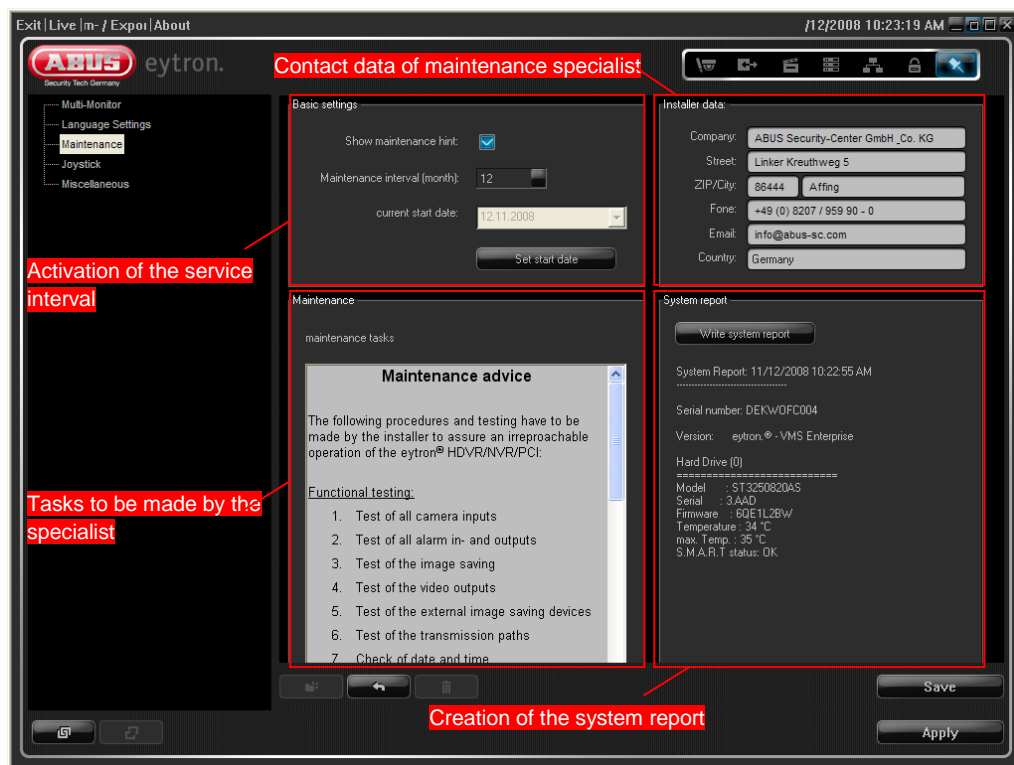 Exit|Live|m- / Expor|About
/12/2008 10:23:19 AM
ABUS eytron.
Security Tech Germany
Contact data of maintenance specialist
Multi-Monitor
Language Settings
Maintenance
Joystick
Miscellaneous
Activation of the service
interval
Tasks to be made by the
specialist
Basic settings
Show maintenance hint:
Maintenance interval (month): 12
current start date: 12.11.2008
Set start date
Installer data:
Company: ABUS Security-Center GmbH _Co. KG
Street: Linker Kreuthweg 5
ZIP/City: 86444 Affing
Fone: +49 (0) 8207 / 959 90 - 0
Email: info@abus-sc.com
Country: Germany
Maintenance
maintenance tasks
Maintenance advice
The following procedures and testing have to be
made by the installer to assure an irreproachable
operation of the eytron® HDVR/NVR/PCI:
Functional testing:
1. Test of all camera inputs
2. Test of all alarm in- and outputs
3. Test of the image saving
4. Test of the video outputs
5. Test of the external image saving devices
6. Test of the transmission paths
7. Check of date and time
System report
Write system report
System Report: 11/12/2008 10:22:55 AM
------------------------------------
Serial number: DEKWOFC004
Version: eytron.® - VMS Enterprise
Hard Drive (0)
===========================
Model : ST3250820AS
Serial : 3.AAD
Firmware : 6QE1L2BW
Temperature : 34 °C
max. Temp. : 35 °C
S.M.A.R.T status: OK
Creation of the system report
Save
Apply